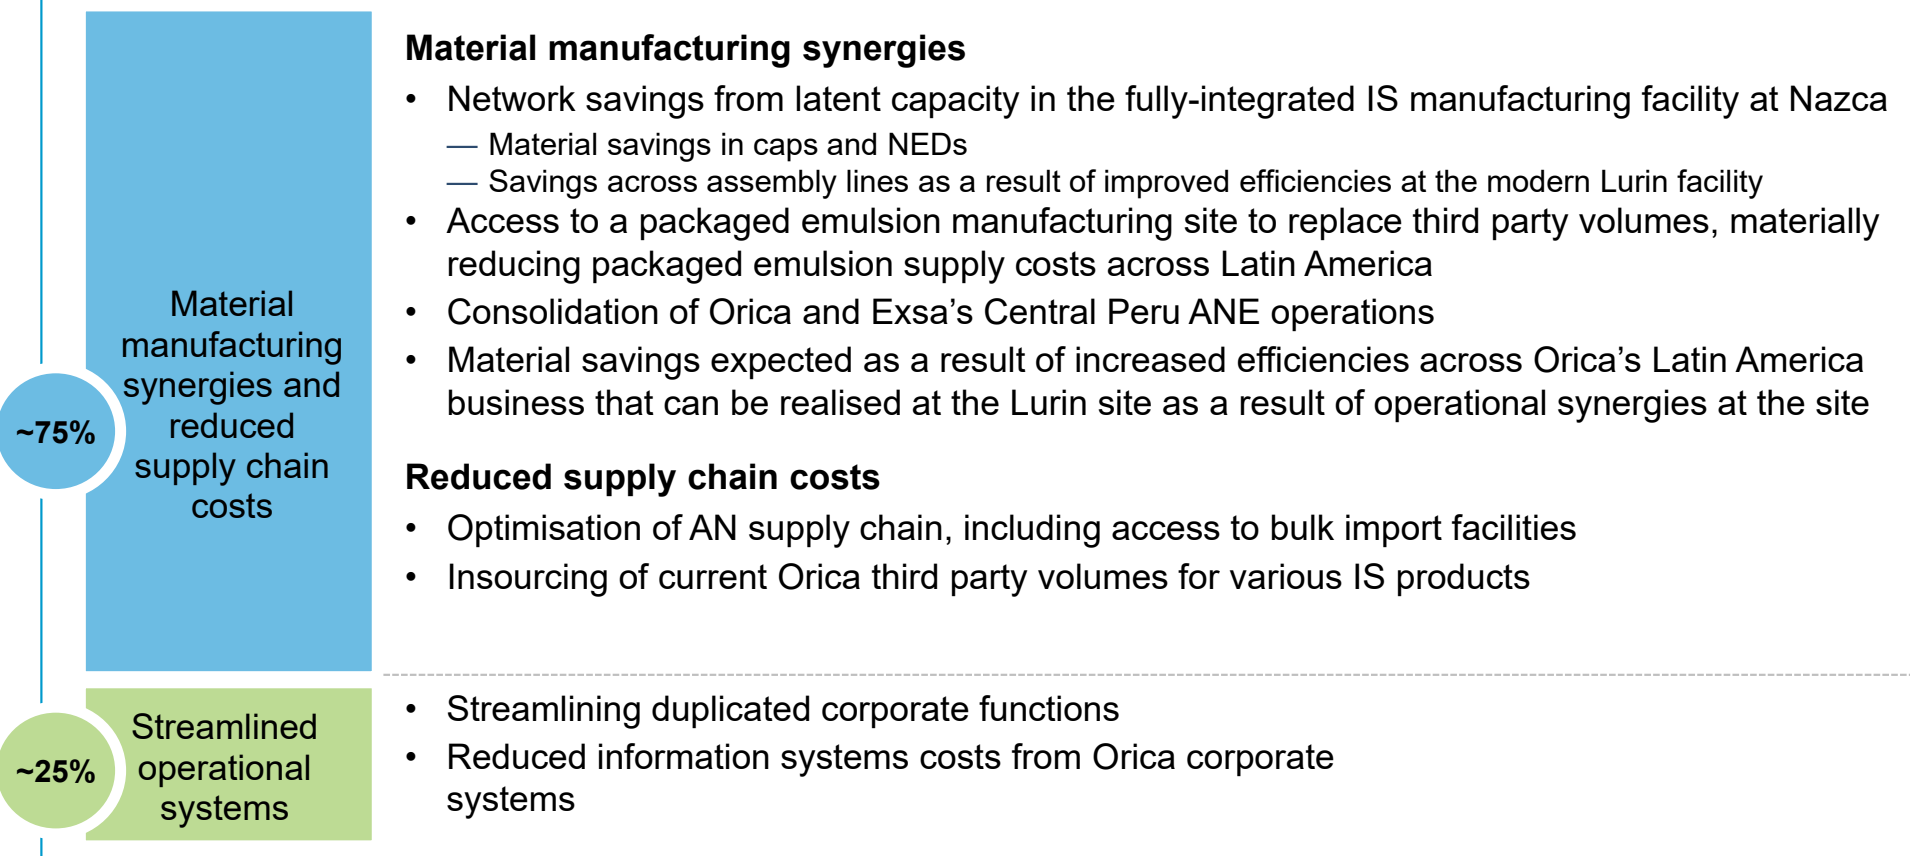 ~75%
Material
manufacturing
synergies and
reduced
supply chain
costs
Material manufacturing synergies
• Network savings from latent capacity in the fully-integrated IS manufacturing facility at Nazca
— Material savings in caps and NEDs
— Savings across assembly lines as a result of improved efficiencies at the modern Lurin facility
• Access to a packaged emulsion manufacturing site to replace third party volumes, materially
reducing packaged emulsion supply costs across Latin America
• Consolidation of Orica and Exsa’s Central Peru ANE operations
• Material savings expected as a result of increased efficiencies across Orica’s Latin America
business that can be realised at the Lurin site as a result of operational synergies at the site
Reduced supply chain costs
• Optimisation of AN supply chain, including access to bulk import facilities
• Insourcing of current Orica third party volumes for various IS products
~25%
Streamlined
operational
systems
• Streamlining duplicated corporate functions
• Reduced information systems costs from Orica corporate
systems